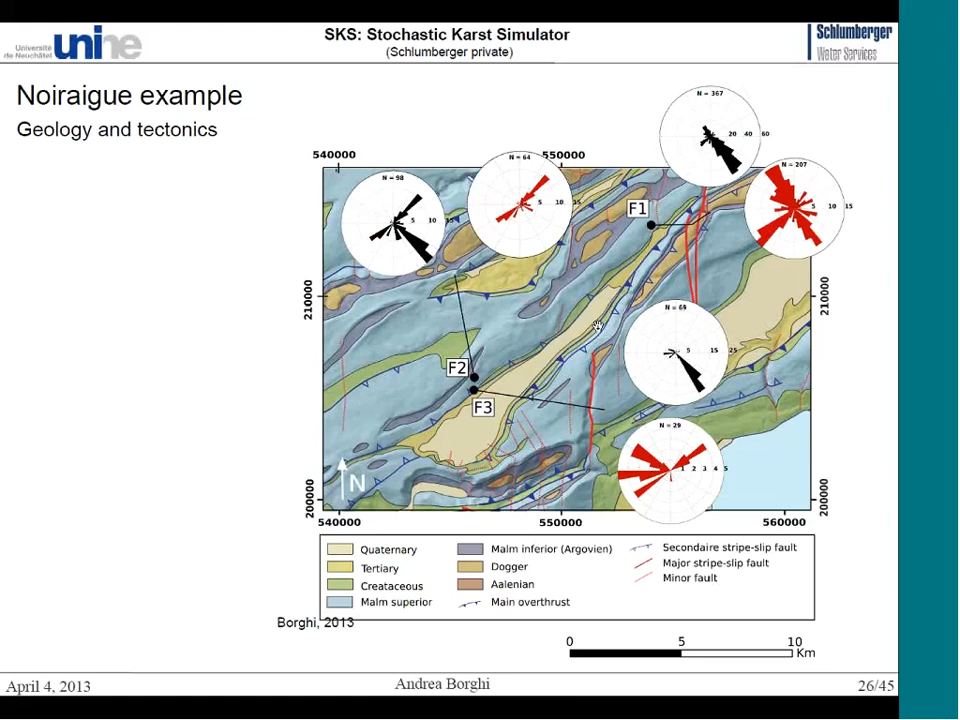 Université
de Neuchâtel
unine
SKS: Stochastic Karst Simulator
(Schlumberger private)
Schlumberger
Water Services
Noiraigue example
Geology and tectonics
N = 367
20 40 60
540000
550000
N = 64
5 10 15
N = 207
5 10 15
N = 98
5 10 15
F1
210000
210000
N = 69
5 15 25
F2
F3
N = 29
1 2 3 4 5
N
200000
200000
540000
550000
560000
Quaternary
Tertiary
Creataceous
Malm superior
Malm inferior (Argovien)
Dogger
Aalenian
Main overthrust
Secondaire stripe-slip fault
Major stripe-slip fault
Minor fault
Borghi, 2013
0 5 10
Km
April 4, 2013
Andrea Borghi
26/45